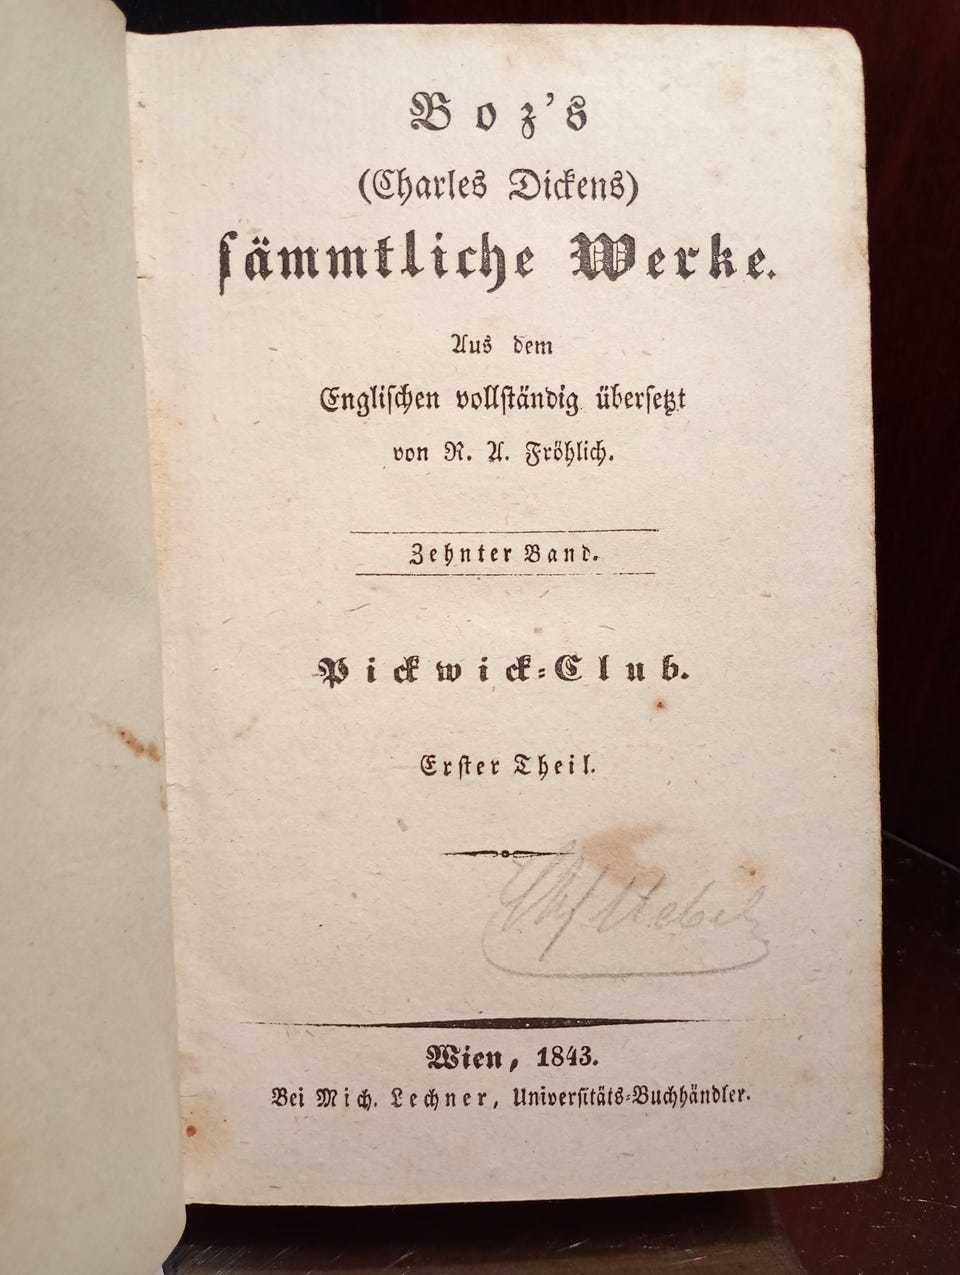 Boz's
(Charles Dickens)
ſämmtliche Werke.
Aus dem
Engliſchen vollſtändig überſetzt
von R. A. Fröhlich.
Zehnter Band.
Pickwick-Club.
Erſter Theil.
Wien, 1843.
Bei Mich. Lechner, Univerſitäts-Buchhändler.